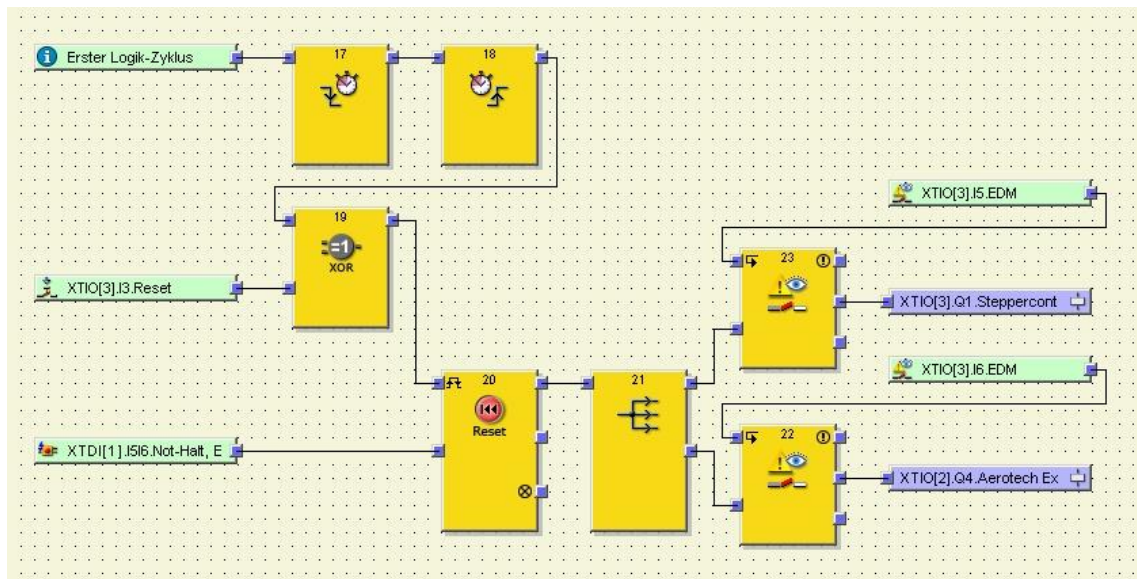 Erster Logik-Zyklus
17
18
XTIO[3].I5.EDM
19
=1
XOR
23
XTIO[3].I3.Reset
XTIO[3].Q1.Steppercont
XTIO[3].I6.EDM
20
Reset
21
22
XTDI[1].I5I6.Not-Halt, E
XTIO[2].Q4.Aerotech Ex